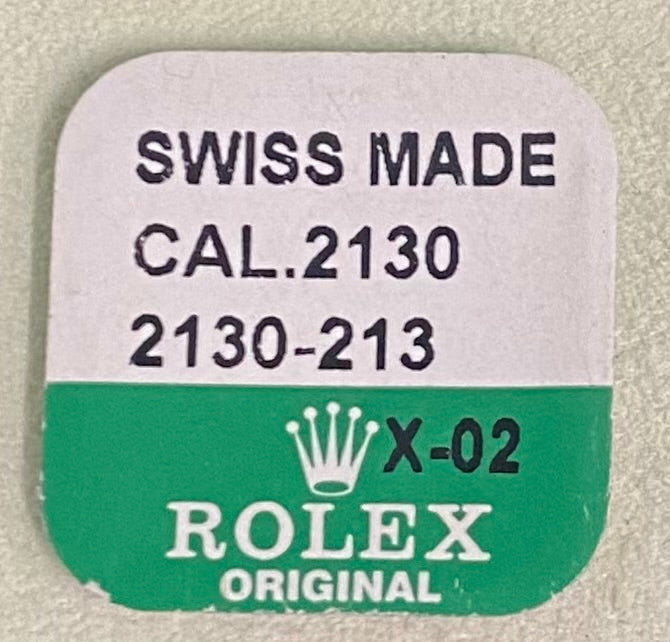 SWISS MADE
CAL.2130
2130-213
X-02
ROLEX
ORIGINAL